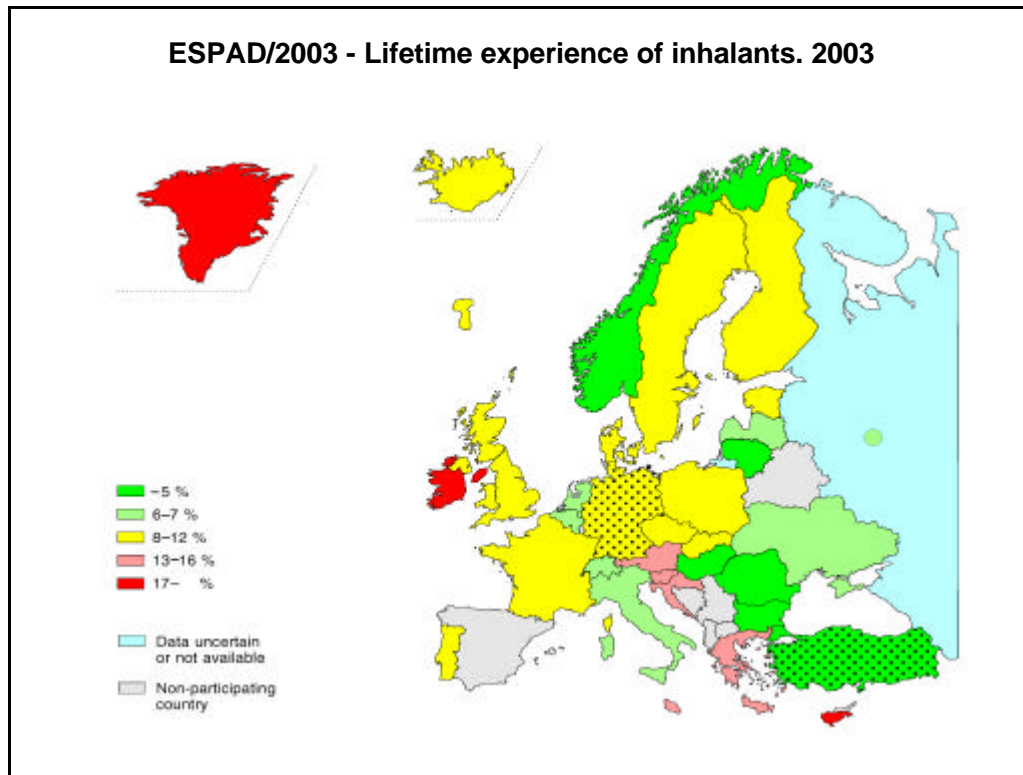 ESPAD/2003 - Lifetime experience of inhalants. 2003
–5 %
6–7 %
8–12 %
13–16 %
17– %
Data uncertain
or not available
Non-participating
country